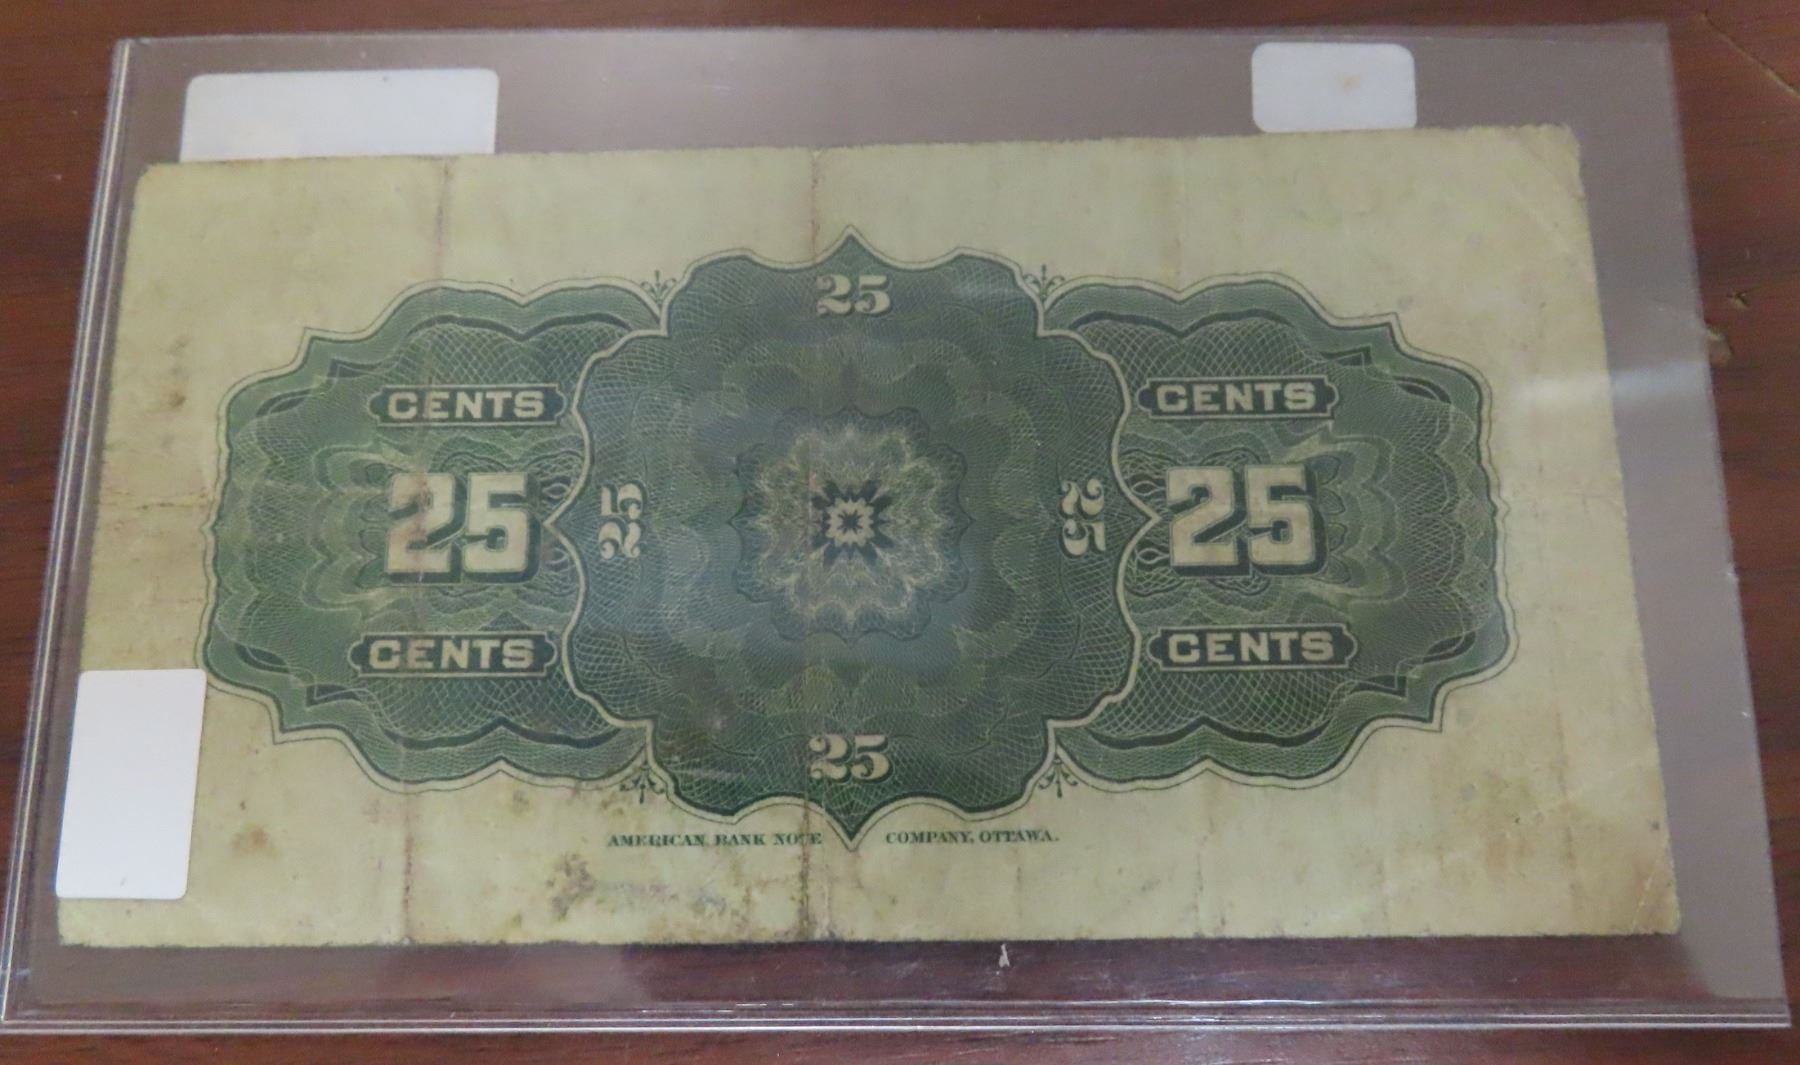 25
CENTS CENTS
25 25 25 25
CENTS CENTS
25
AMERICAN BANK NOTE COMPANY, OTTAWA.